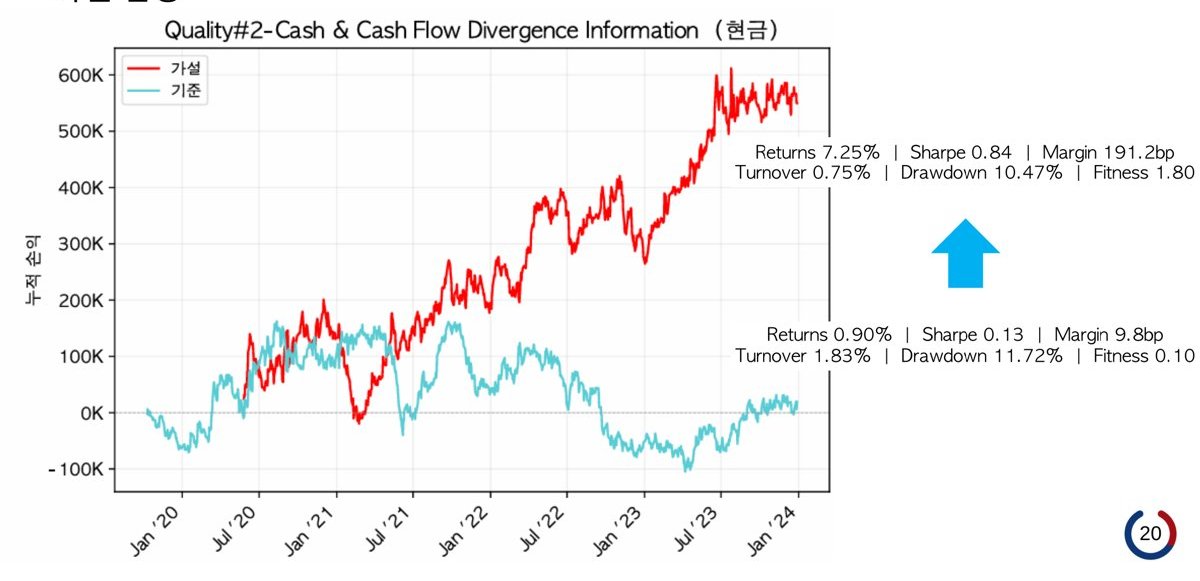 Quality#2-Cash & Cash Flow Divergence Information (현금)
가설
기준
600K
500K
400K
300K
200K
100K
0K
-100K
누적 손익
Jan '20
Jul '20
Jan '21
Jul '21
Jan '22
Jul '22
Jan '23
Jul '23
Jan '24
Returns 7.25% | Sharpe 0.84 | Margin 191.2bp
Turnover 0.75% | Drawdown 10.47% | Fitness 1.80
Returns 0.90% | Sharpe 0.13 | Margin 9.8bp
Turnover 1.83% | Drawdown 11.72% | Fitness 0.10
20